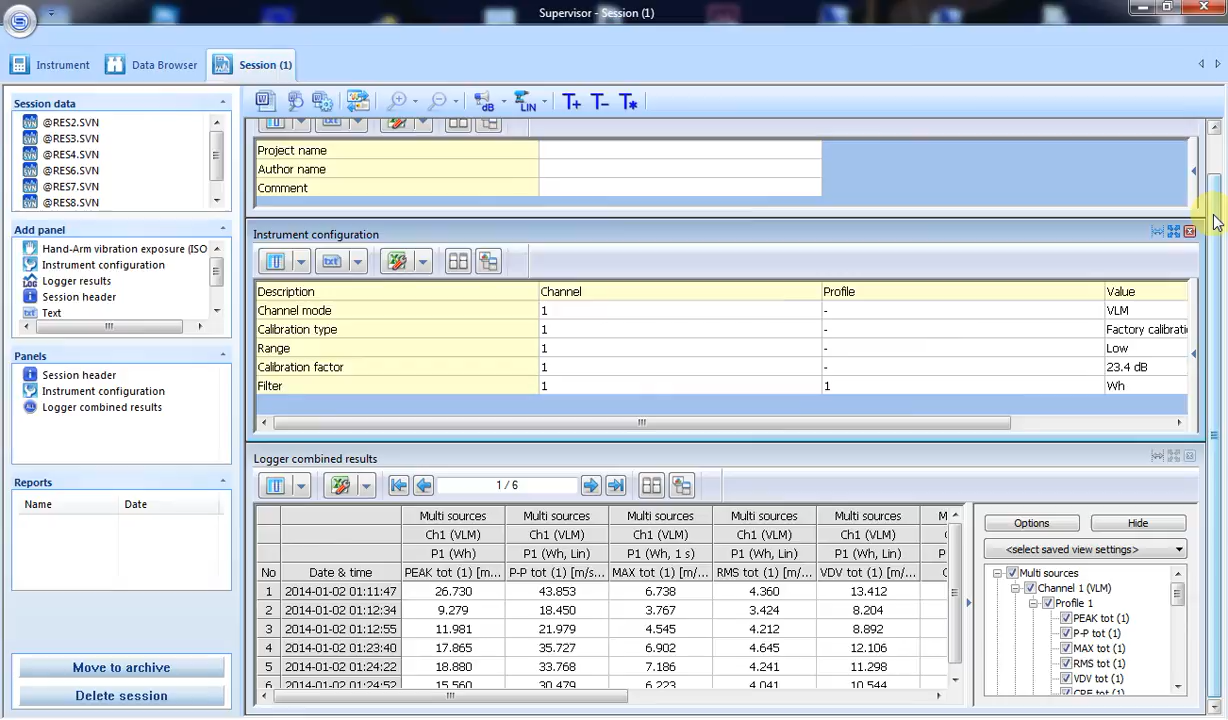 Supervisor - Session (1)
Instrument
Data Browser
Session (1)
Session data
@RES2.SVN
@RES3.SVN
@RES4.SVN
@RES6.SVN
@RES7.SVN
@RES8.SVN
Add panel
Hand-Arm vibration exposure (ISO
Instrument configuration
Logger results
Session header
Text
Panels
Session header
Instrument configuration
Logger combined results
Reports
Name Date
Move to archive
Delete session
dB LIN T+ T− T*
Project name
Author name
Comment
Instrument configuration
txt
Description Channel Profile Value
Channel mode 1 - VLM
Calibration type 1 - Factory calibrati
Range 1 - Low
Calibration factor 1 - 23.4 dB
Filter 1 1 Wh
Logger combined results
1 / 6
Multi sources Multi sources Multi sources Multi sources Multi sources M
Ch1 (VLM) Ch1 (VLM) Ch1 (VLM) Ch1 (VLM) Ch1 (VLM)
P1 (Wh) P1 (Wh, Lin) P1 (Wh, 1 s) P1 (Wh, Lin) P1 (Wh, Lin)
No Date & time PEAK tot (1) [m... P-P tot (1) [m/s... MAX tot (1) [m/... RMS tot (1) [m/... VDV tot (1) [m/...
1 2014-01-02 01:11:47 26.730 43.853 6.738 4.360 13.412
2 2014-01-02 01:12:34 9.279 18.450 3.767 3.424 8.204
3 2014-01-02 01:12:55 11.981 21.979 4.545 4.212 8.892
4 2014-01-02 01:23:40 17.865 35.727 6.902 4.645 12.106
5 2014-01-02 01:24:22 18.880 33.768 7.186 4.241 11.298
6 2014-01-02 01:24:52 15.560 30.479 6.223 4.041 10.544
Options Hide
<select saved view settings>
Multi sources
Channel 1 (VLM)
Profile 1
PEAK tot (1)
P-P tot (1)
MAX tot (1)
RMS tot (1)
VDV tot (1)
CRE tot (1)